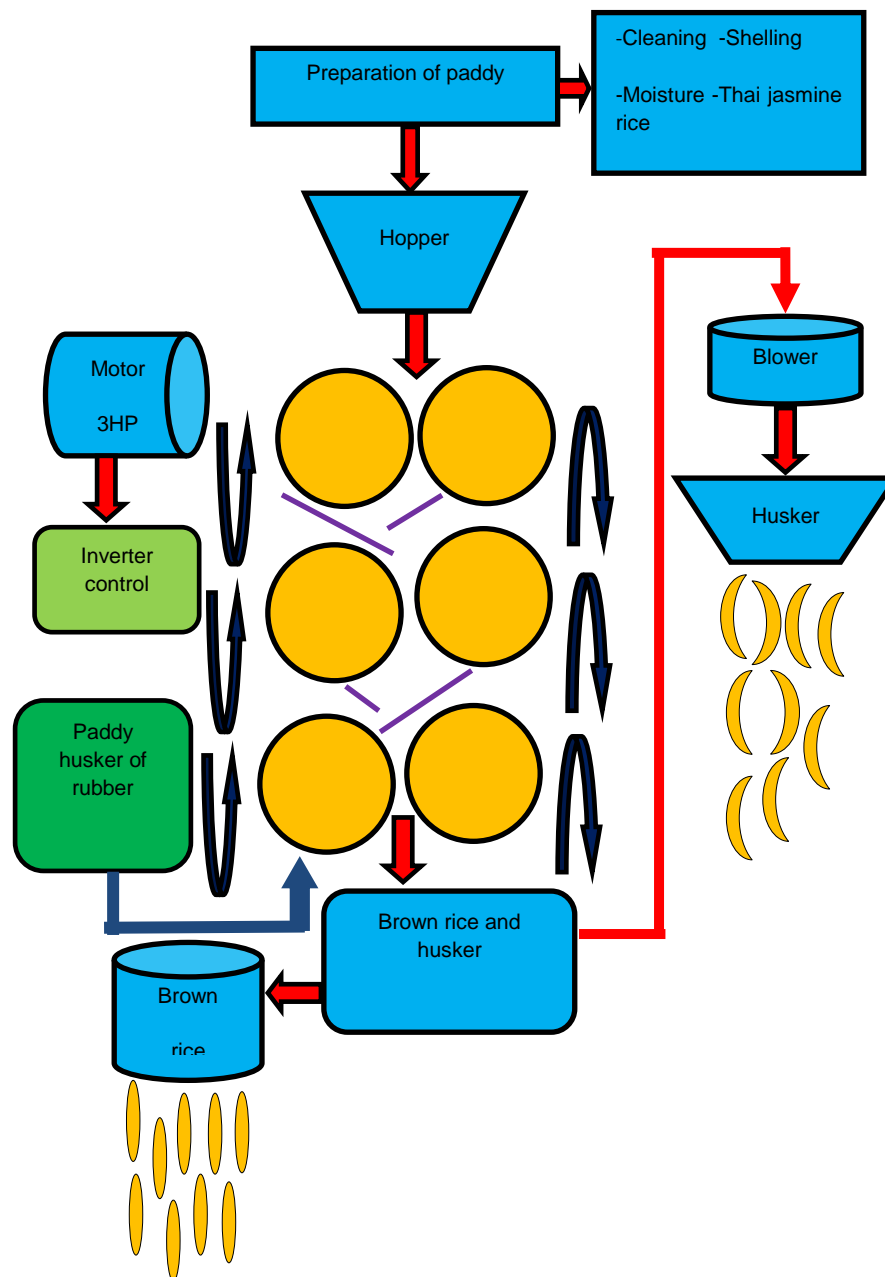 Preparation of paddy
-Cleaning -Shelling
-Moisture -Thai jasmine
rice
Hopper
Motor
3HP
Blower
Husker
Inverter
control
Paddy
husker of
rubber
Brown rice and
husker
Brown
rice